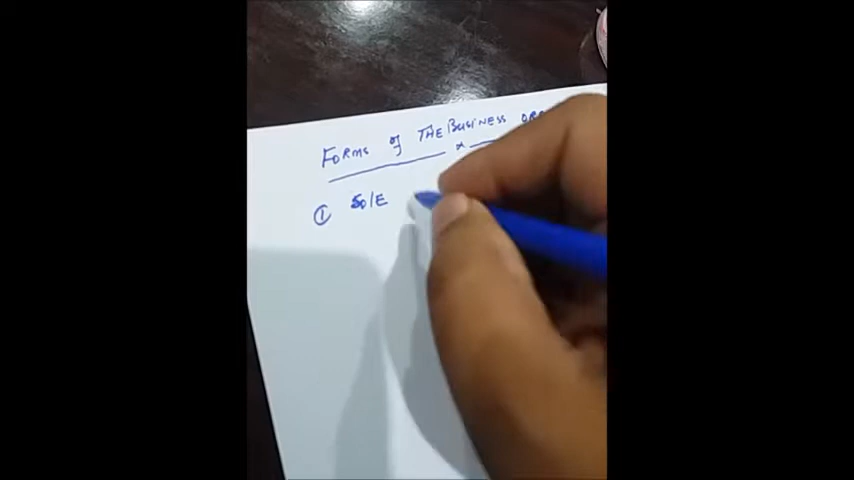 FORMS of THE BUSINESS
① SOlE